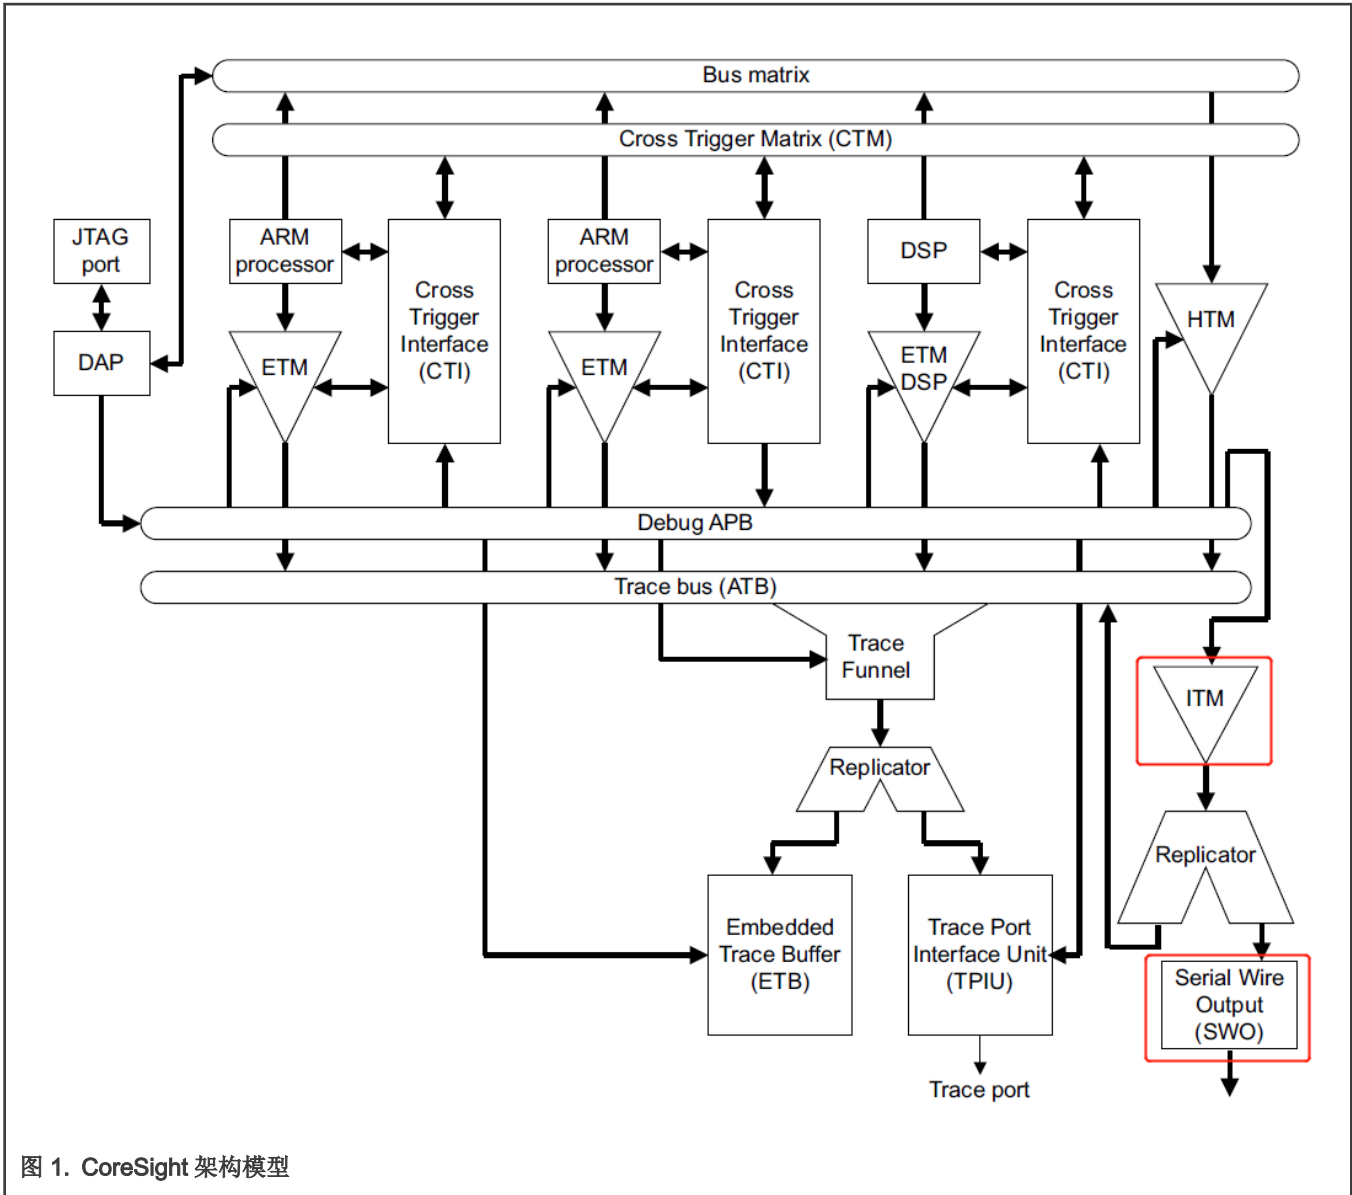 Bus matrix
Cross Trigger Matrix (CTM)
JTAG
port
ARM
processor
Cross
Trigger
Interface
(CTI)
ARM
processor
Cross
Trigger
Interface
(CTI)
DSP
Cross
Trigger
Interface
(CTI)
HTM
DAP
ETM
ETM
ETM
DSP
Debug APB
Trace bus (ATB)
Trace
Funnel
ITM
Replicator
Replicator
Embedded
Trace Buffer
(ETB)
Trace Port
Interface Unit
(TPIU)
Serial Wire
Output
(SWO)
Trace port
图 1. CoreSight 架构模型